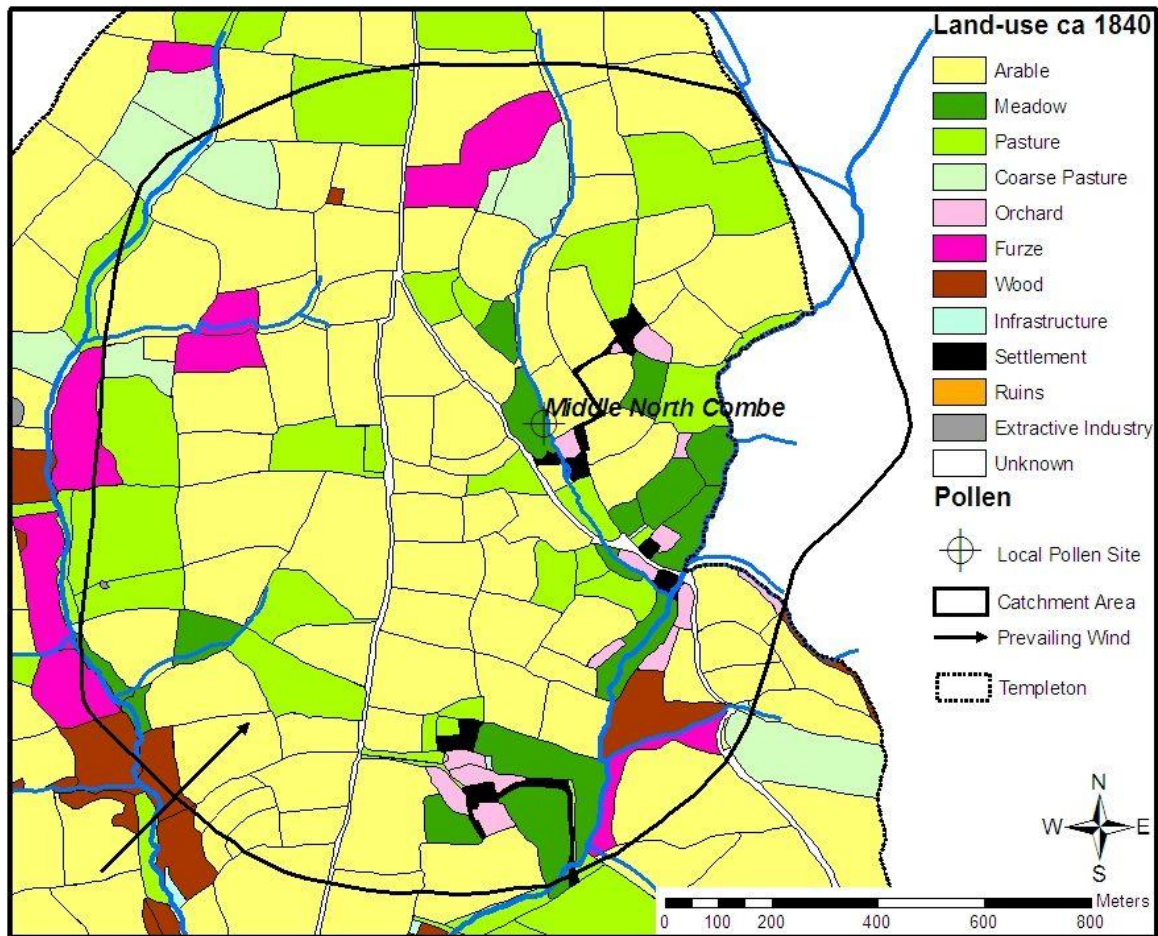 Land-use ca 1840
Arable
Meadow
Pasture
Coarse Pasture
Orchard
Furze
Wood
Infrastructure
Settlement
Ruins
Extractive Industry
Unknown
Pollen
Local Pollen Site
Catchment Area
Prevailing Wind
Templeton
Middle North Combe
N
W E
S
Meters
0 100 200 400 600 800